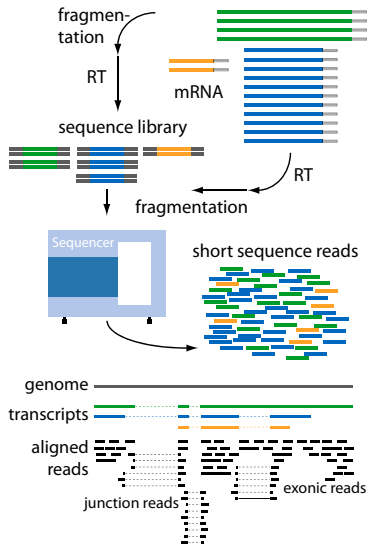 fragmen-
tation
RT
mRNA
sequence library
RT
fragmentation
Sequencer
short sequence reads
genome
transcripts
aligned
reads
junction reads
exonic reads